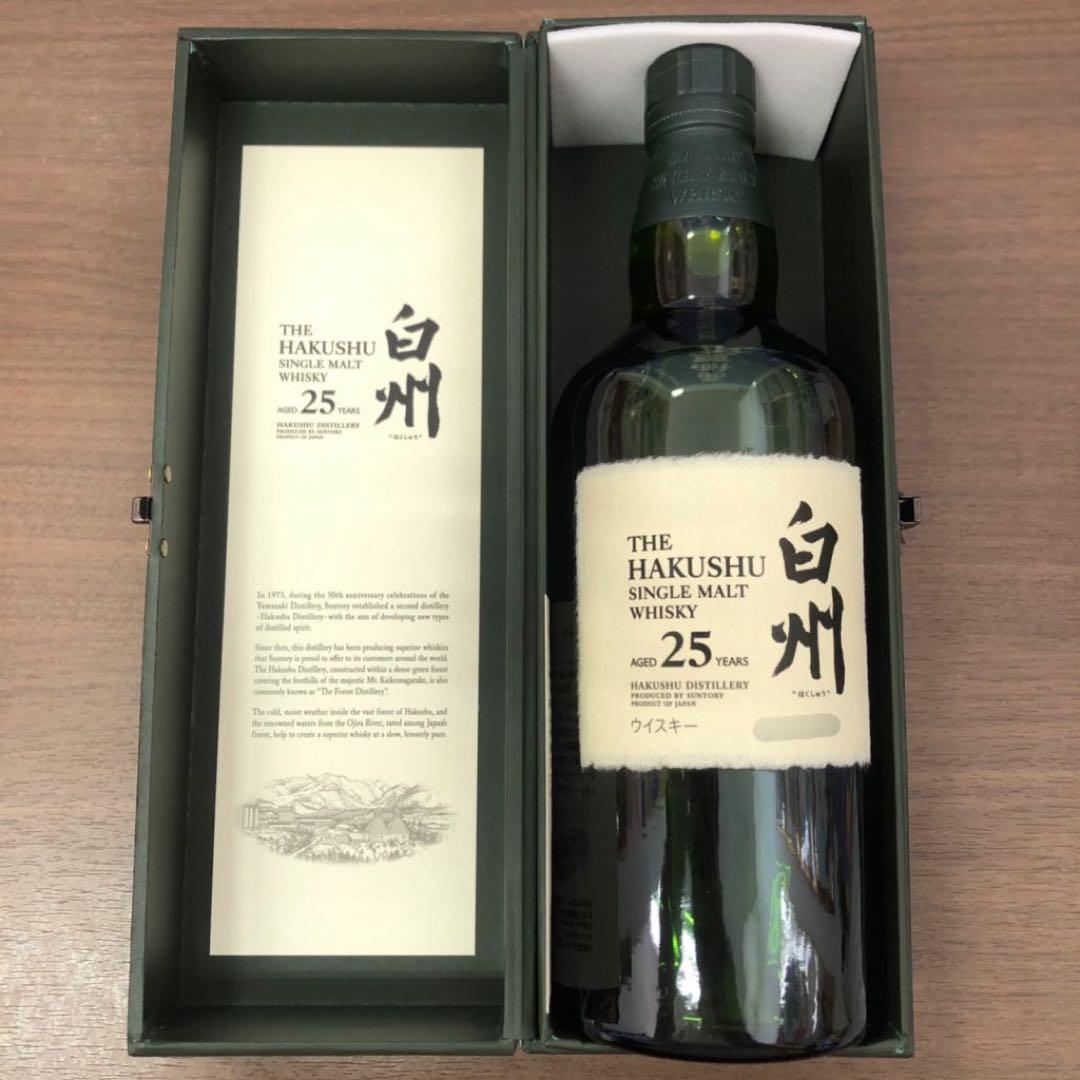 THE
HAKUSHU
SINGLE MALT
WHISKY
AGED 25 YEARS
HAKUSHU DISTILLERY
PRODUCED BY SUNTORY
PRODUCT OF JAPAN
白州
"はくしゅう"
In 1973, during the 50th anniversary celebrations of the
Yamazaki Distillery, Suntory established a second distillery
-Hakushu Distillery- with the aim of developing new types
of distilled spirit.
Since then, this distillery has been producing superior whiskies
that Suntory is proud to offer to its customers around the world.
The Hakushu Distillery, constructed within a dense green forest
covering the foothills of the majestic Mt. Kaikomagatake, is also
commonly known as "The Forest Distillery".
The cold, moist weather inside the vast forest of Hakushu, and
the renowned waters from the Ojira River, rated among Japan's
finest, help to create a superior whisky at a slow, leisurely pace.
SUNTORY
SINGLE MALT
WHISKY
THE
HAKUSHU
SINGLE MALT
WHISKY
AGED 25 YEARS
HAKUSHU DISTILLERY
PRODUCED BY SUNTORY
PRODUCT OF JAPAN
ウイスキー
白州
"はくしゅう"